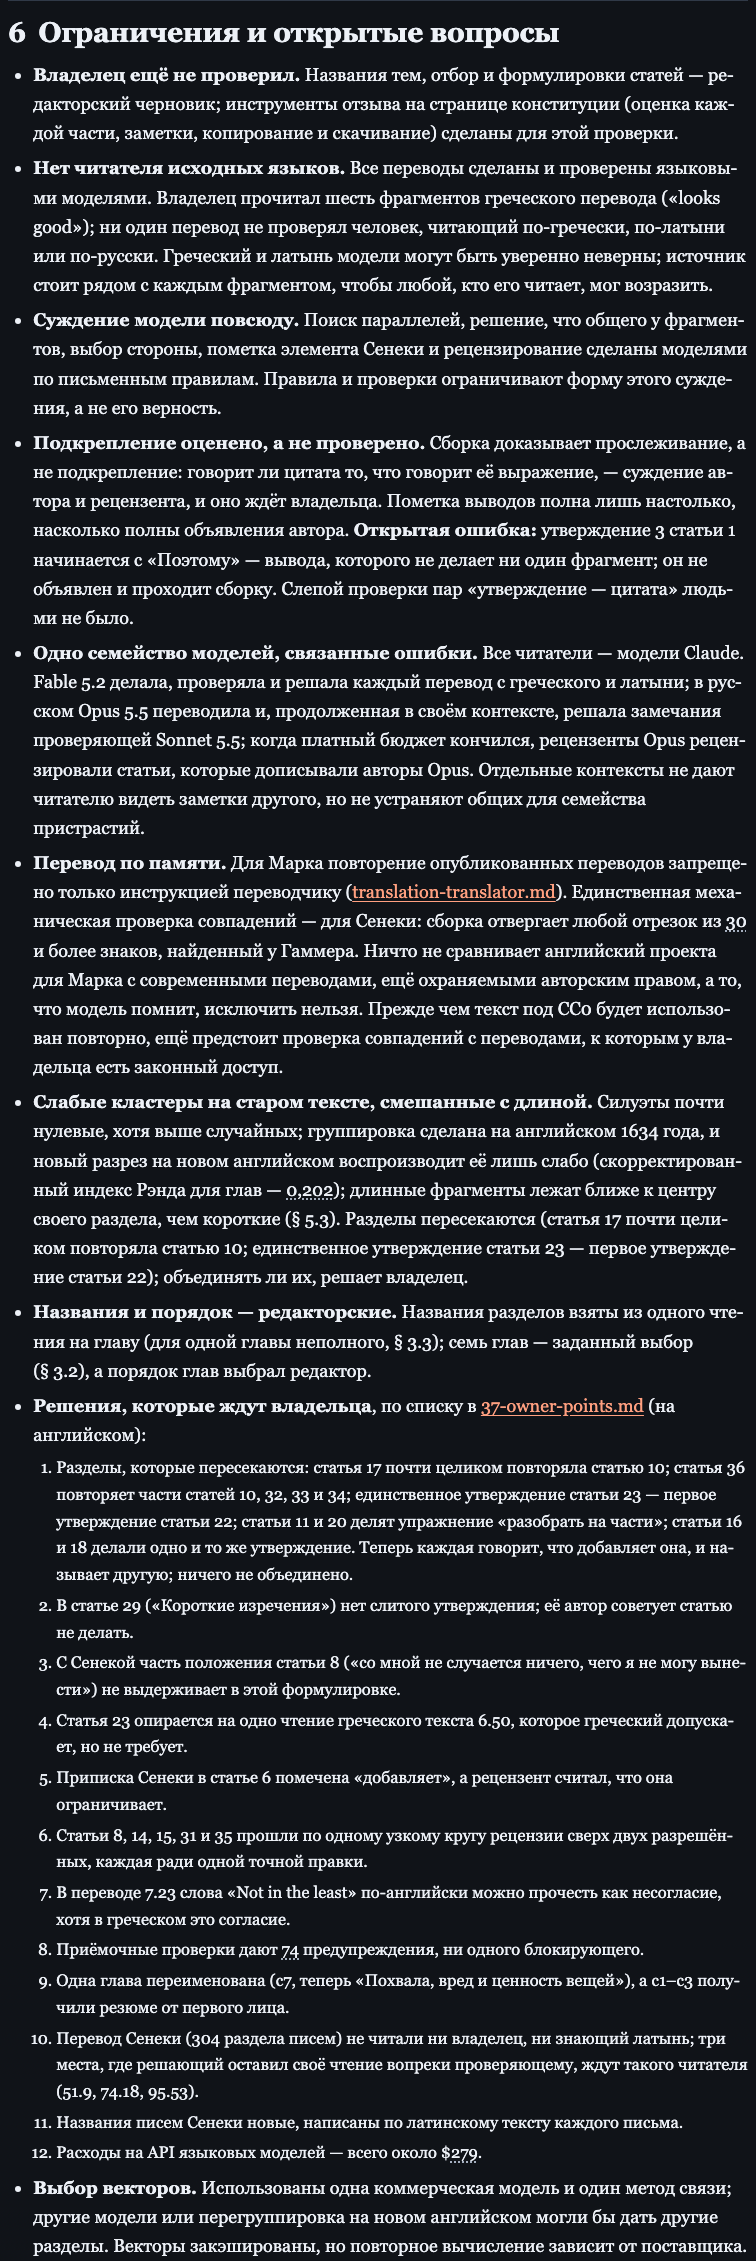 6 Ограничения и открытые вопросы
• Владелец ещё не проверил. Названия тем, отбор и формулировки статей — ре-
дакторский черновик; инструменты отзыва на странице конституции (оценка каж-
дой части, заметки, копирование и скачивание) сделаны для этой проверки.
• Нет читателя исходных языков. Все переводы сделаны и проверены языковы-
ми моделями. Владелец прочитал шесть фрагментов греческого перевода («looks
good»); ни один перевод не проверял человек, читающий по-гречески, по-латыни
или по-русски. Греческий и латынь модели могут быть уверенно неверны; источник
стоит рядом с каждым фрагментом, чтобы любой, кто его читает, мог возразить.
• Суждение модели повсюду. Поиск параллелей, решение, что общего у фрагмен-
тов, выбор стороны, пометка элемента Сенеки и рецензирование сделаны моделями
по письменным правилам. Правила и проверки ограничивают форму этого сужде-
ния, а не его верность.
• Подкрепление оценено, а не проверено. Сборка доказывает прослеживание, а
не подкрепление: говорит ли цитата то, что говорит её выражение, — суждение ав-
тора и рецензента, и оно ждёт владельца. Пометка выводов полна лишь настолько,
насколько полны объявления автора. Открытая ошибка: утверждение 3 статьи 1
начинается с «Поэтому» — вывода, которого не делает ни один фрагмент; он не
объявлен и проходит сборку. Слепой проверки пар «утверждение — цитата» людь-
ми не было.
• Одно семейство моделей, связанные ошибки. Все читатели — модели Claude.
Fable 5.2 делала, проверяла и решала каждый перевод с греческого и латыни; в рус-
ском Opus 5.5 переводила и, продолженная в своём контексте, решала замечания
проверяющей Sonnet 5.5; когда платный бюджет кончился, рецензенты Opus рецен-
зировали статьи, которые дописывали авторы Opus. Отдельные контексты не дают
читателю видеть заметки другого, но не устраняют общих для семейства
пристрастий.
• Перевод по памяти. Для Марка повторение опубликованных переводов запреще-
но только инструкцией переводчику (translation-translator.md). Единственная меха-
ническая проверка совпадений — для Сенеки: сборка отвергает любой отрезок из 30
и более знаков, найденный у Гаммера. Ничто не сравнивает английский проекта
для Марка с современными переводами, ещё охраняемыми авторским правом, а то,
что модель помнит, исключить нельзя. Прежде чем текст под CC0 будет использо-
ван повторно, ещё предстоит проверка совпадений с переводами, к которым у вла-
дельца есть законный доступ.
• Слабые кластеры на старом тексте, смешанные с длиной. Силуэты почти
нулевые, хотя выше случайных; группировка сделана на английском 1634 года, и
новый разрез на новом английском воспроизводит её лишь слабо (скорректирован-
ный индекс Рэнда для глав — 0,202); длинные фрагменты лежат ближе к центру
своего раздела, чем короткие (§ 5.3). Разделы пересекаются (статья 17 почти цели-
ком повторяла статью 10; единственное утверждение статьи 23 — первое утвержде-
ние статьи 22); объединять ли их, решает владелец.
• Названия и порядок — редакторские. Названия разделов взяты из одного чте-
ния на главу (для одной главы неполного, § 3.3); семь глав — заданный выбор
(§ 3.2), а порядок глав выбрал редактор.
• Решения, которые ждут владельца, по списку в 37-owner-points.md (на
английском):
1. Разделы, которые пересекаются: статья 17 почти целиком повторяла статью 10; статья 36
повторяет части статей 10, 32, 33 и 34; единственное утверждение статьи 23 — первое
утверждение статьи 22; статьи 11 и 20 делят упражнение «разобрать на части»; статьи 16
и 18 делали одно и то же утверждение. Теперь каждая говорит, что добавляет она, и на-
зывает другую; ничего не объединено.
2. В статье 29 («Короткие изречения») нет слитого утверждения; её автор советует статью
не делать.
3. С Сенекой часть положения статьи 8 («со мной не случается ничего, чего я не могу выне-
сти») не выдерживает в этой формулировке.
4. Статья 23 опирается на одно чтение греческого текста 6.50, которое греческий допуска-
ет, но не требует.
5. Приписка Сенеки в статье 6 помечена «добавляет», а рецензент считал, что она
ограничивает.
6. Статьи 8, 14, 15, 31 и 35 прошли по одному узкому кругу рецензии сверх двух разрешён-
ных, каждая ради одной точной правки.
7. В переводе 7.23 слова «Not in the least» по-английски можно прочесть как несогласие,
хотя в греческом это согласие.
8. Приёмочные проверки дают 74 предупреждения, ни одного блокирующего.
9. Одна глава переименована (c7, теперь «Похвала, вред и ценность вещей»), а c1–c3 полу-
чили резюме от первого лица.
10. Перевод Сенеки (304 раздела писем) не читали ни владелец, ни знающий латынь; три
места, где решающий оставил своё чтение вопреки проверяющему, ждут такого читателя
(51.9, 74.18, 95.53).
11. Названия писем Сенеки новые, написаны по латинскому тексту каждого письма.
12. Расходы на API языковых моделей — всего около $279.
• Выбор векторов. Использованы одна коммерческая модель и один метод связи;
другие модели или перегруппировка на новом английском могли бы дать другие
разделы. Векторы закэшированы, но повторное вычисление зависит от поставщика.